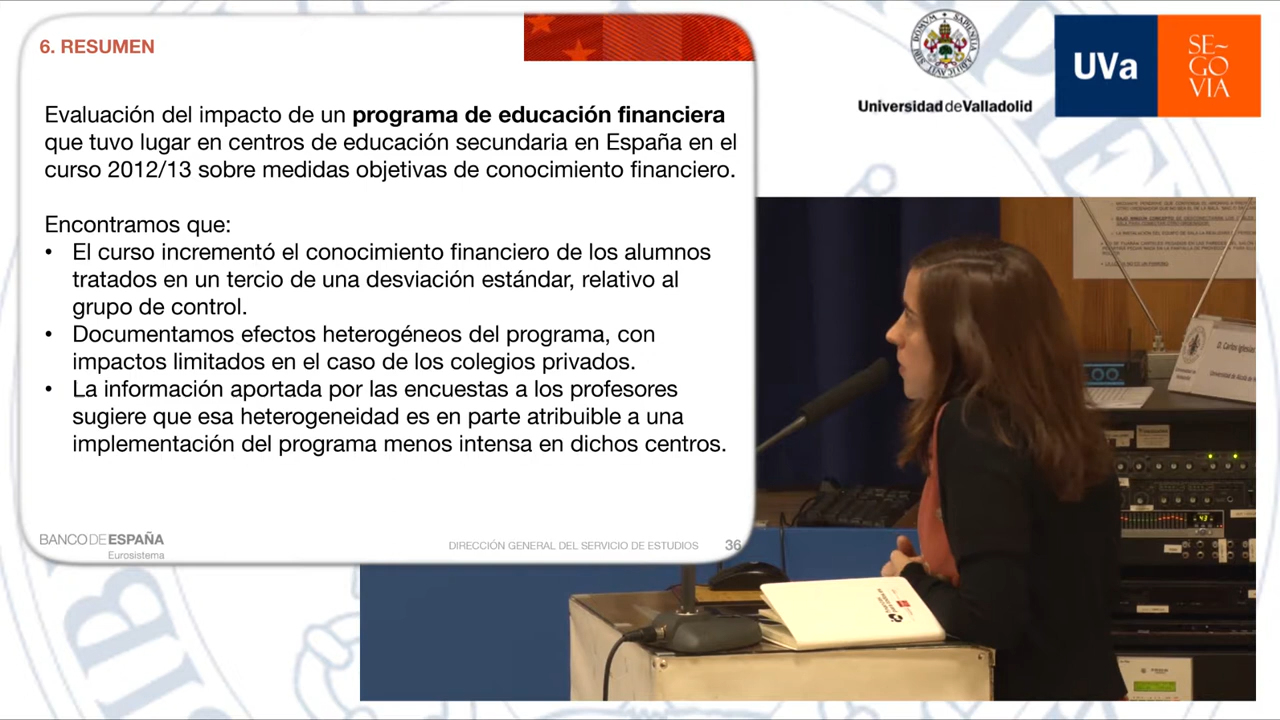 6. RESUMEN
Evaluación del impacto de un programa de educación financiera
que tuvo lugar en centros de educación secundaria en España en el
curso 2012/13 sobre medidas objetivas de conocimiento financiero.
Encontramos que:
• El curso incrementó el conocimiento financiero de los alumnos
tratados en un tercio de una desviación estándar, relativo al
grupo de control.
• Documentamos efectos heterogéneos del programa, con
impactos limitados en el caso de los colegios privados.
• La información aportada por las encuestas a los profesores
sugiere que esa heterogeneidad es en parte atribuible a una
implementación del programa menos intensa en dichos centros.
BANCODEESPAÑA
Eurosistema
DIRECCIÓN GENERAL DEL SERVICIO DE ESTUDIOS
36
Universidad de Valladolid
UVa
SE~
GO
VIA
D. Carlos Iglesias